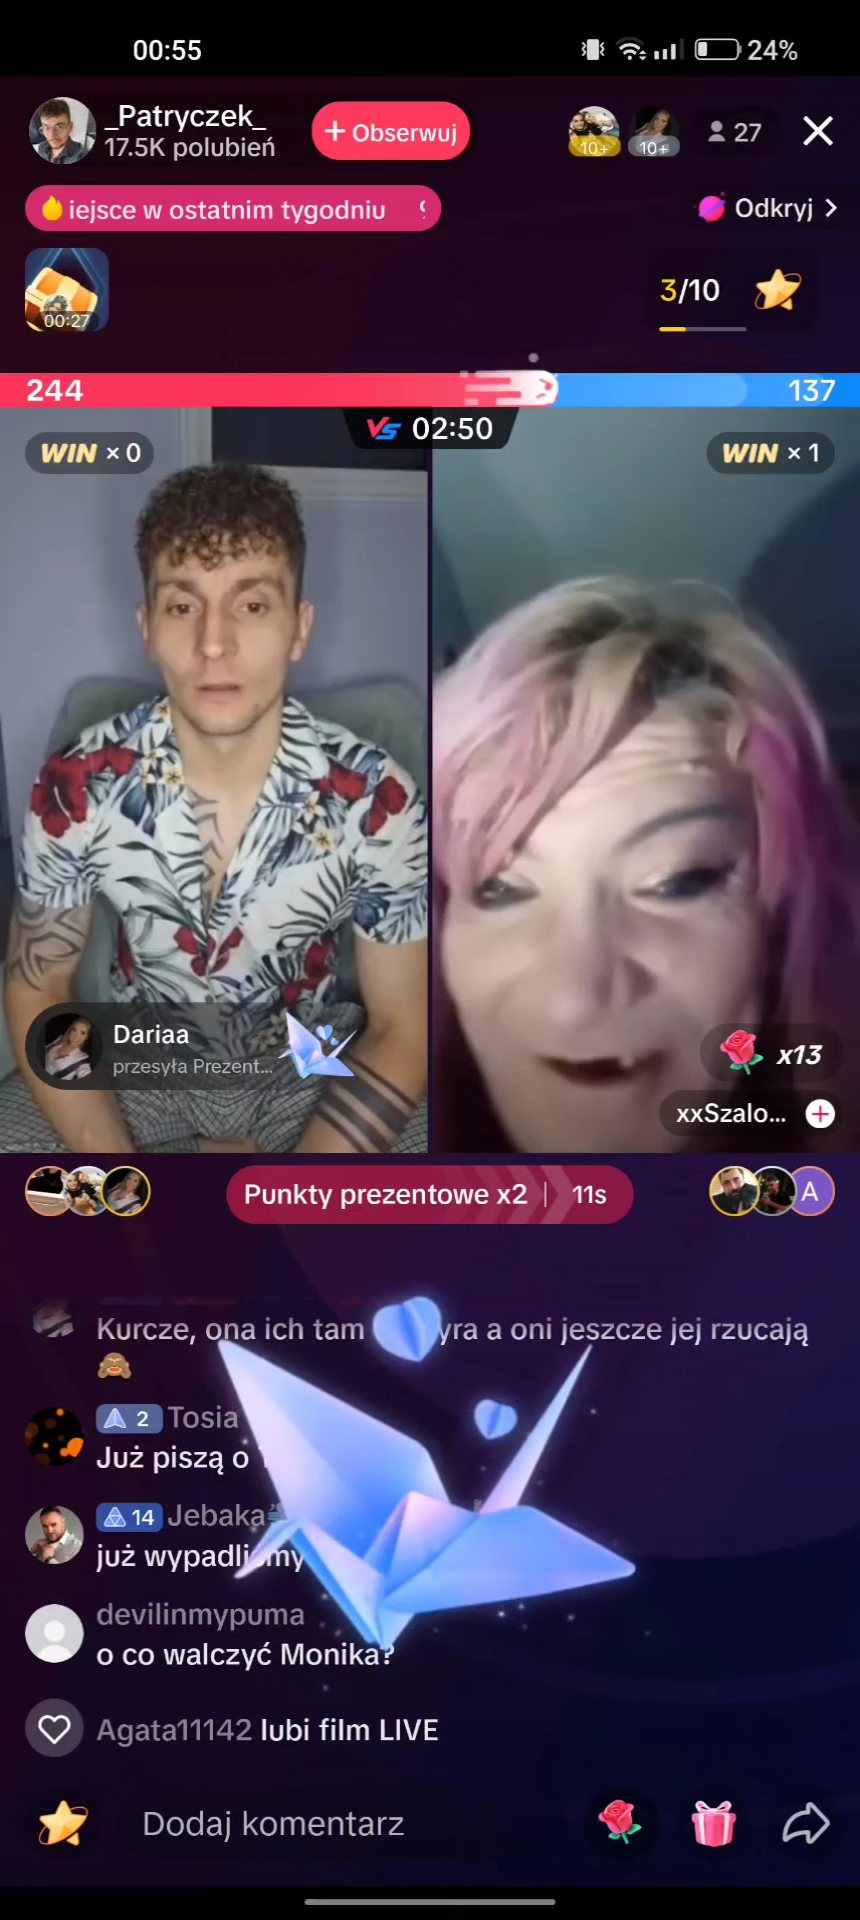 00:55
24%
_Patryczek_
17.5K polubień
+ Obserwuj
10+
10+
27
iejsce w ostatnim tygodniu
Odkryj >
00:27
3/10
244
137
VS 02:50
WIN × 0
WIN × 1
Dariaa
przesyła Prezent...
x13
xxSzalo...
Punkty prezentowe x2 | 11s
A
Kurcze, ona ich tam yra a oni jeszcze jej rzucają
2 Tosia
Już piszą o
14 Jebaka
już wypadliśmy
devilinmypuma
o co walczyć Monika?
Agata11142 lubi film LIVE
Dodaj komentarz